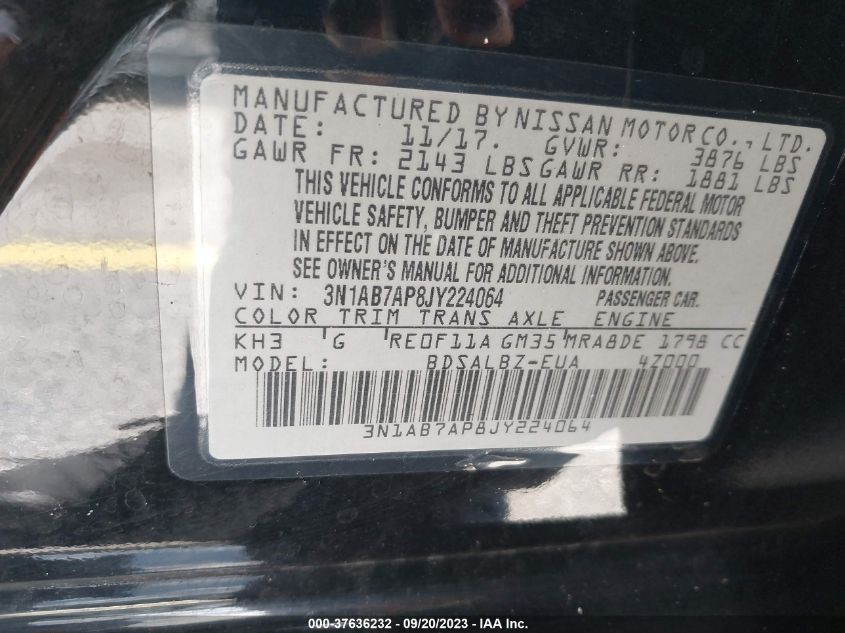 MANUFACTURED BY NISSAN MOTOR CO., LTD.
DATE: 11/17. GVWR: 3876 LBS
GAWR FR: 2143 LBS GAWR RR: 1881 LBS
THIS VEHICLE CONFORMS TO ALL APPLICABLE FEDERAL MOTOR
VEHICLE SAFETY, BUMPER AND THEFT PREVENTION STANDARDS
IN EFFECT ON THE DATE OF MANUFACTURE SHOWN ABOVE.
SEE OWNER'S MANUAL FOR ADDITIONAL INFORMATION.
VIN: 3N1AB7AP8JY224064 PASSENGER CAR.
COLOR TRIM TRANS AXLE ENGINE
KH3 G RE0F11A GM35 MRA8DE 1798 CC
MODEL: BDSALBZ-EUA 4Z000
3N1AB7AP8JY224064
000-37636232 - 09/20/2023 - IAA Inc.